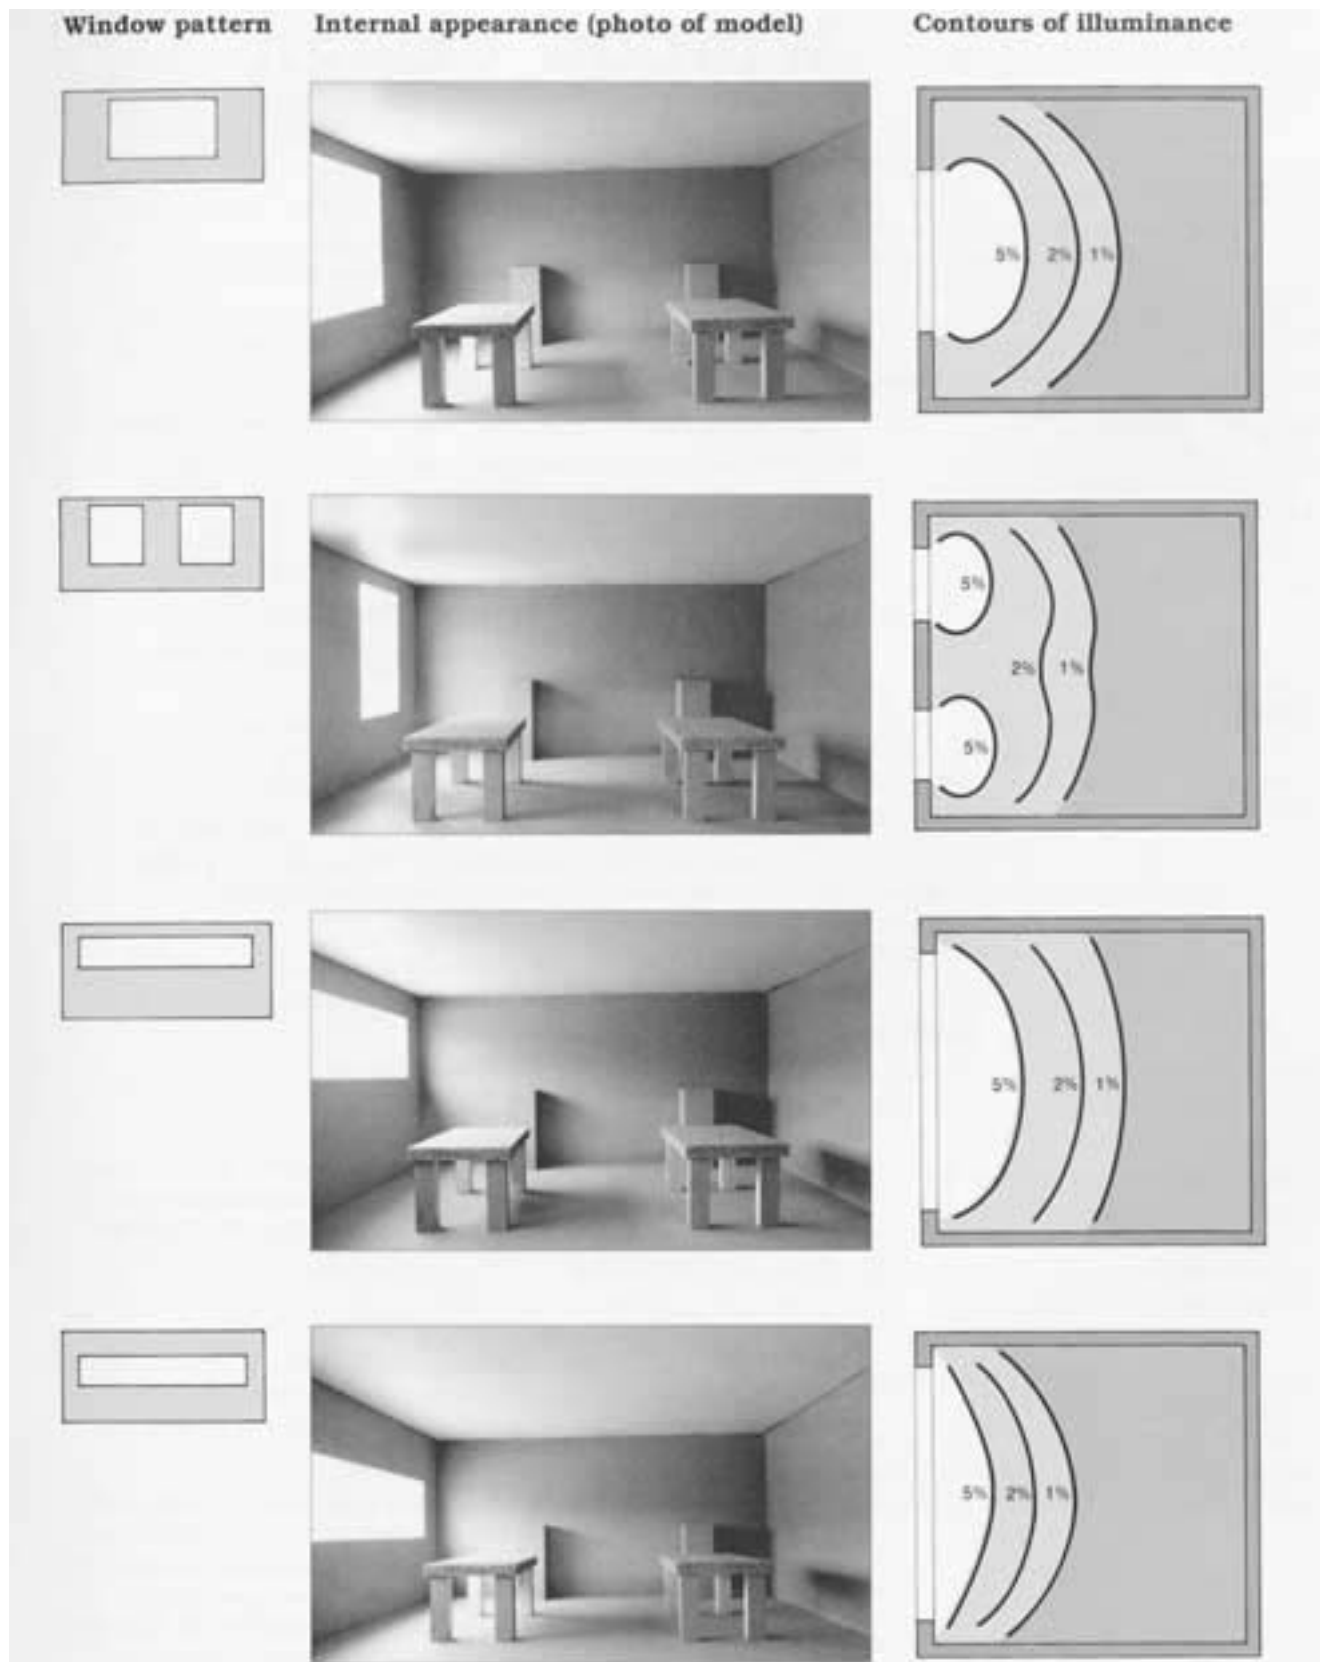 Window pattern Internal appearance (photo of model) Contours of illuminance
5% 2% 1%
5%
2% 1%
5%
5% 2% 1%
5% 2% 1%